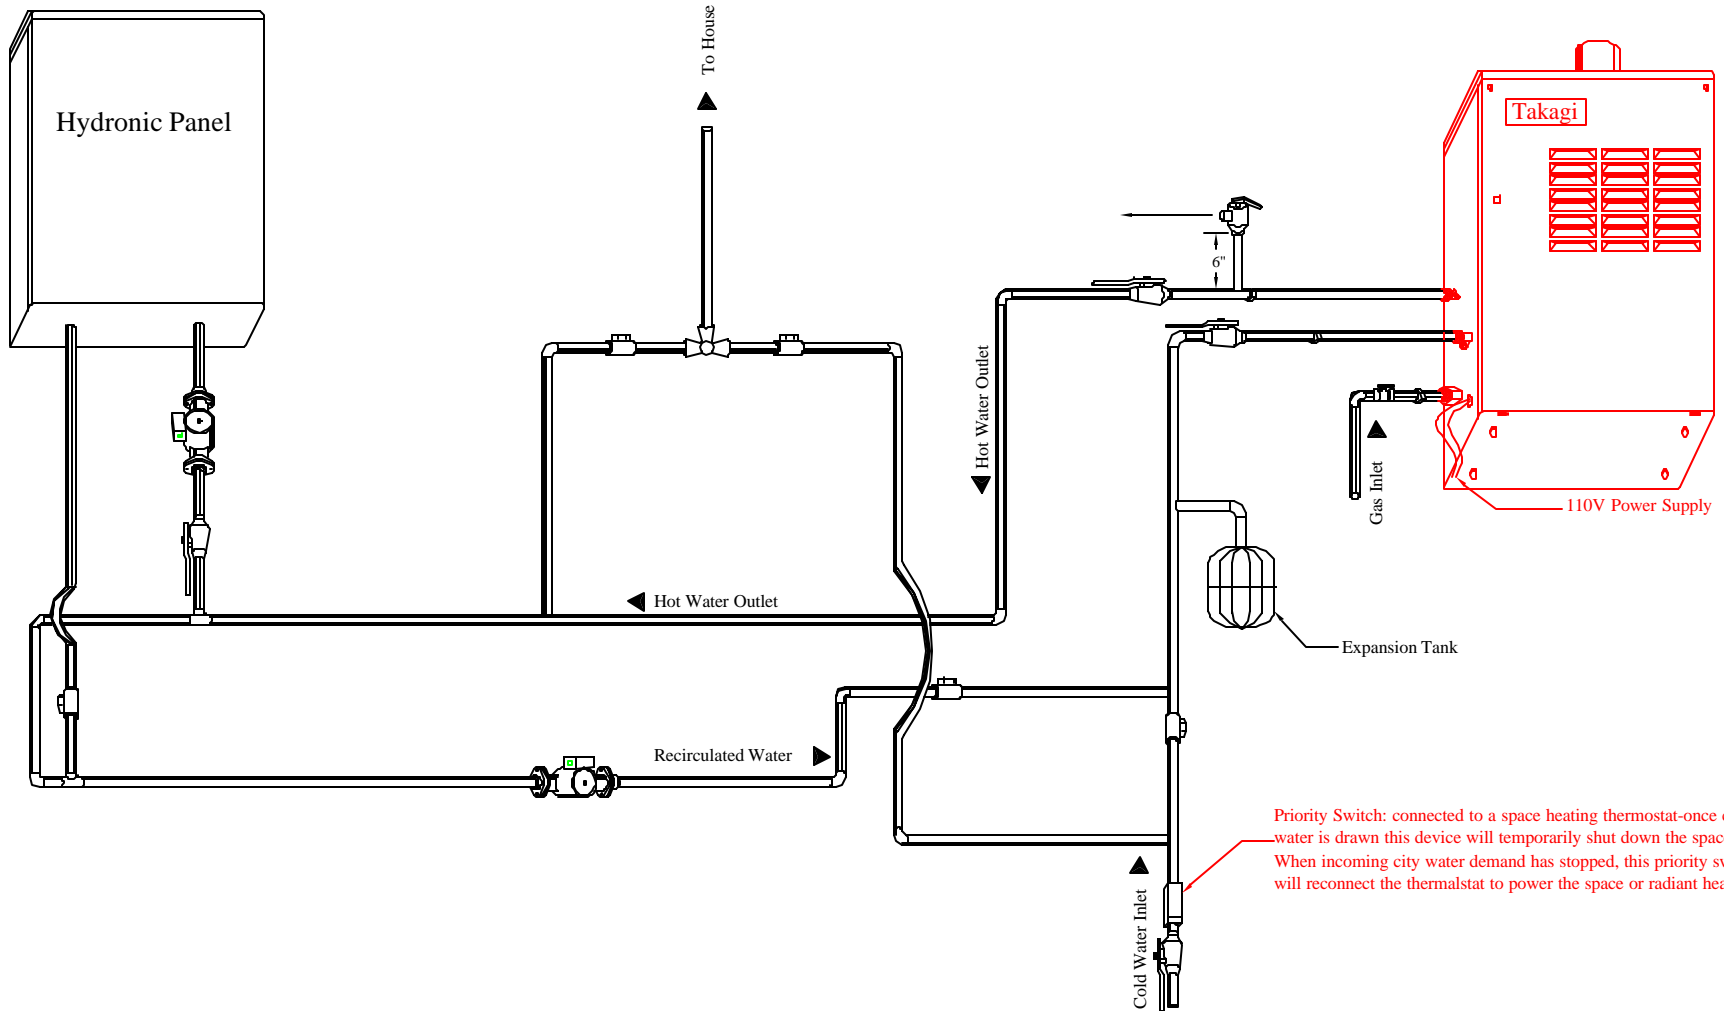 Hydronic Panel
To House
Takagi
6"
Hot Water Outlet
Gas Inlet
110V Power Supply
Hot Water Outlet
Expansion Tank
Recirculated Water
Priority Switch: connected to a space heating thermostat-once
water is drawn this device will temporarily shut down the
When incoming city water demand has stopped, this priority
will reconnect the thermalstat to power the space or radiant
Cold Water Inlet